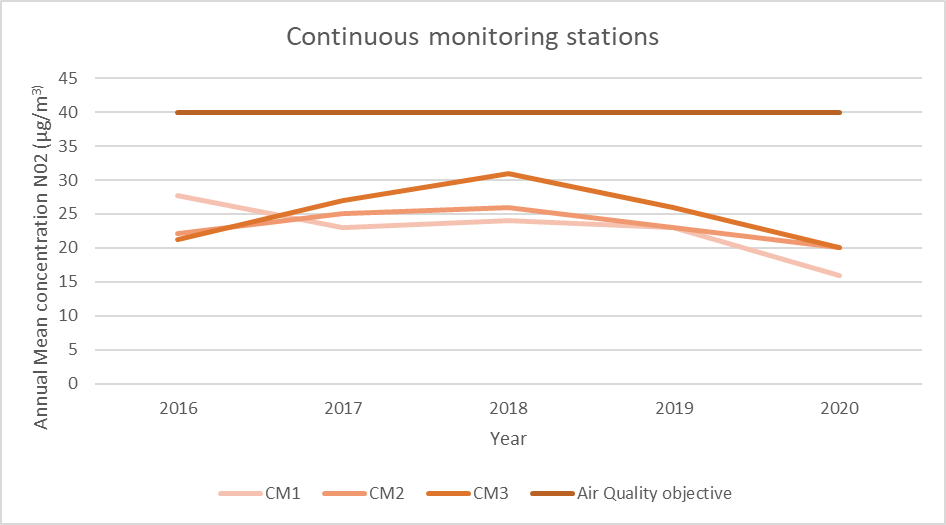 Continuous monitoring stations
Annual Mean concentration N02 (µg/m³)
45
40
35
30
25
20
15
10
5
0
2016 2017 2018 2019 2020
Year
CM1 CM2 CM3 Air Quality objective